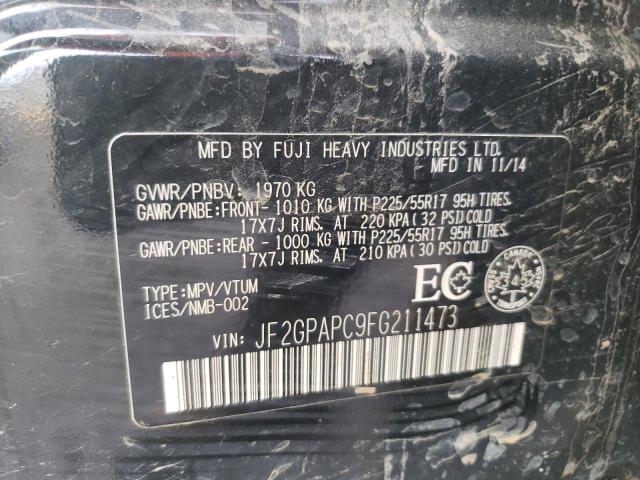 MFD BY FUJI HEAVY INDUSTRIES LTD.
MFD IN 11/14
GVWR/PNBV: 1970 KG
GAWR/PNBE:FRONT-1010 KG WITH P225/55R17 95H TIRES.
17X7J RIMS. AT 220 KPA(32 PSI)COLD
GAWR/PNBE:REAR - 1000 KG WITH P225/55R17 95H TIRES.
17X7J RIMS. AT 210 KPA(30 PSI)COLD
TYPE:MPV/VTUM
ICES/NMB-002
EC
CANADA
VIN: JF2GPAPC9FG211473